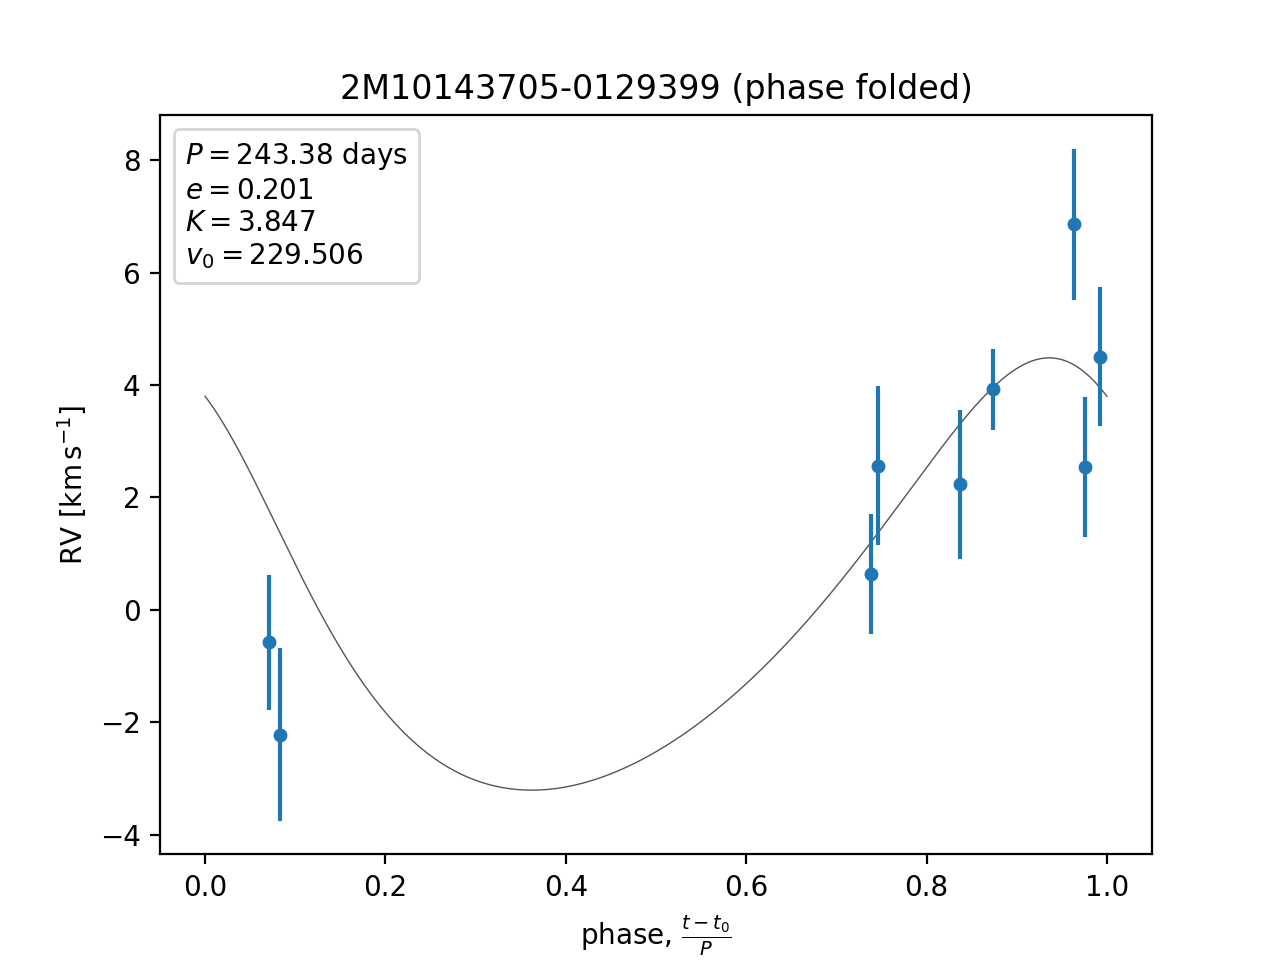 2M10143705-0129399 (phase folded)
P = 243.38 days
e = 0.201
K = 3.847
v₀ = 229.506
8
6
4
2
0
−2
−4
RV [km s⁻¹]
0.0 0.2 0.4 0.6 0.8 1.0
phase, (t − t₀)/P